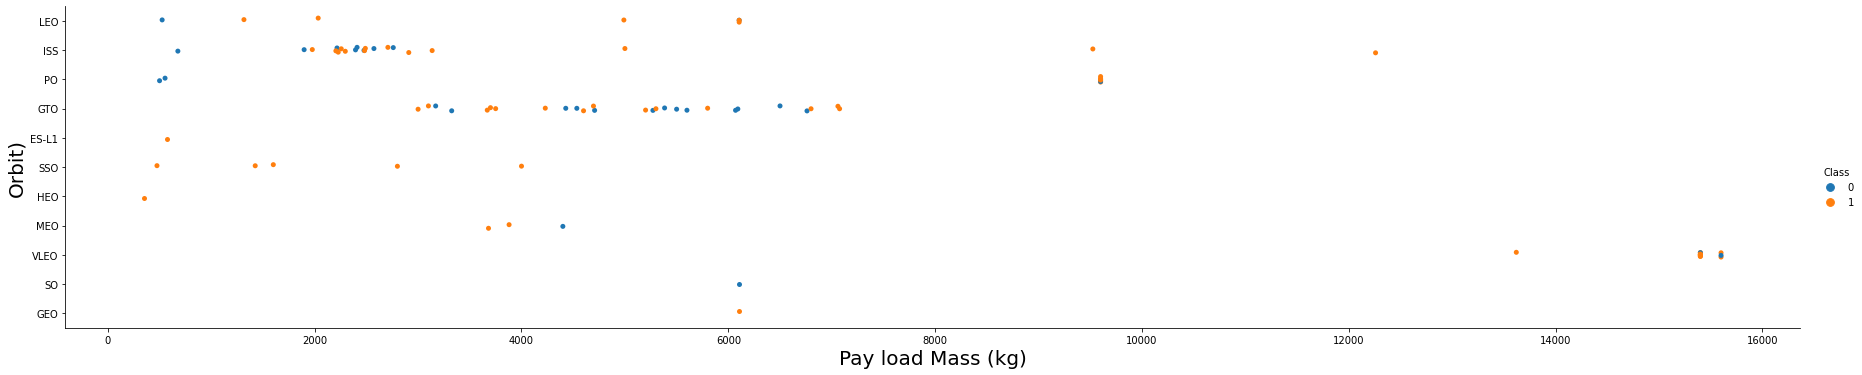 LEO
ISS
PO
GTO
ES-L1
SSO
HEO
MEO
VLEO
SO
GEO
Orbit)
0 2000 4000 6000 8000 10000 12000 14000 16000
Pay load Mass (kg)
Class
0
1